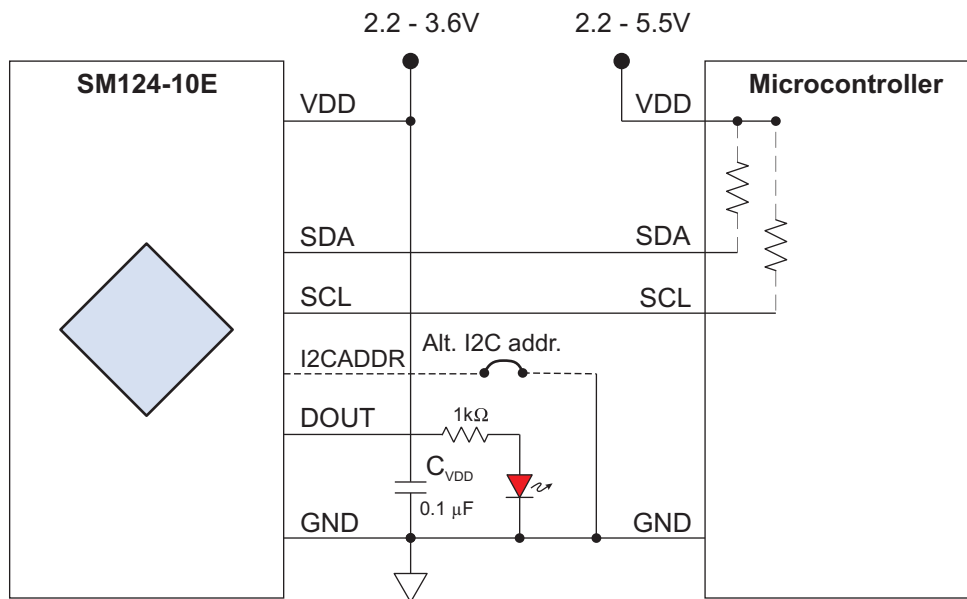 2.2 - 3.6V
2.2 - 5.5V
SM124-10E
Microcontroller
VDD
VDD
SDA
SDA
SCL
SCL
I2CADDR
Alt. I2C addr.
DOUT
1kΩ
CVDD
0.1 μF
GND
GND